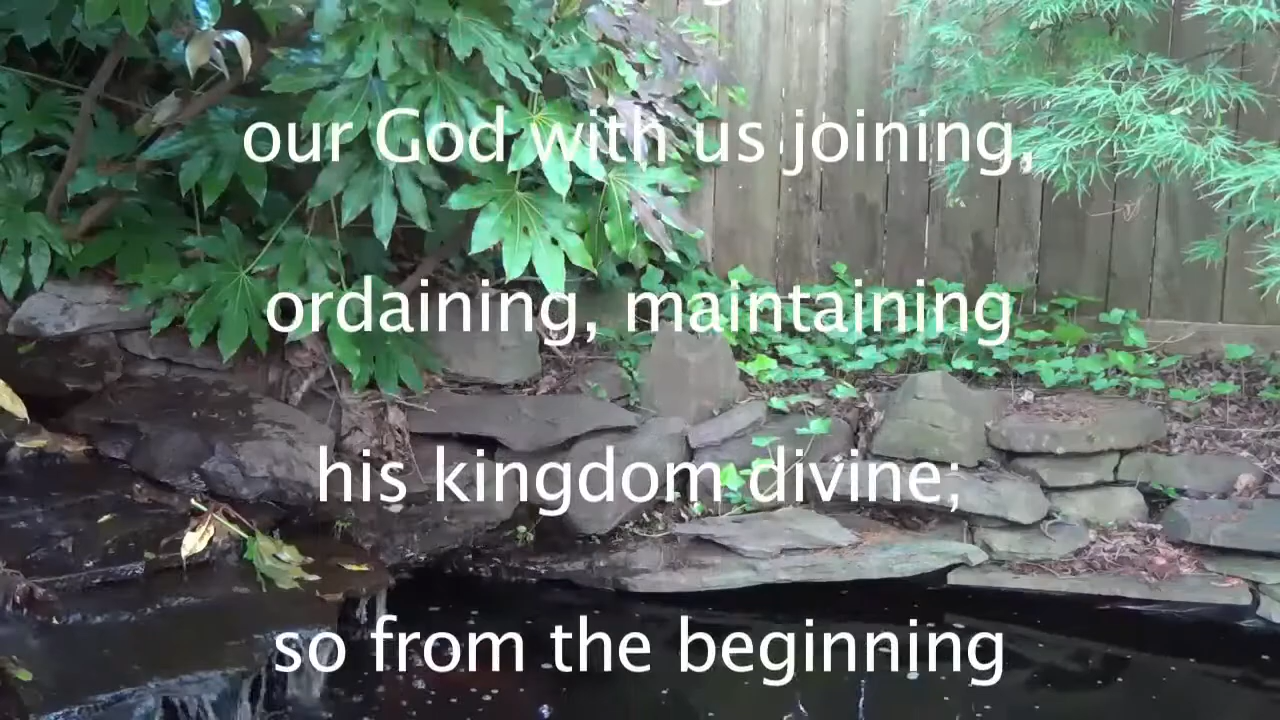 our God with us joining,
ordaining, maintaining
his kingdom divine;
so from the beginning